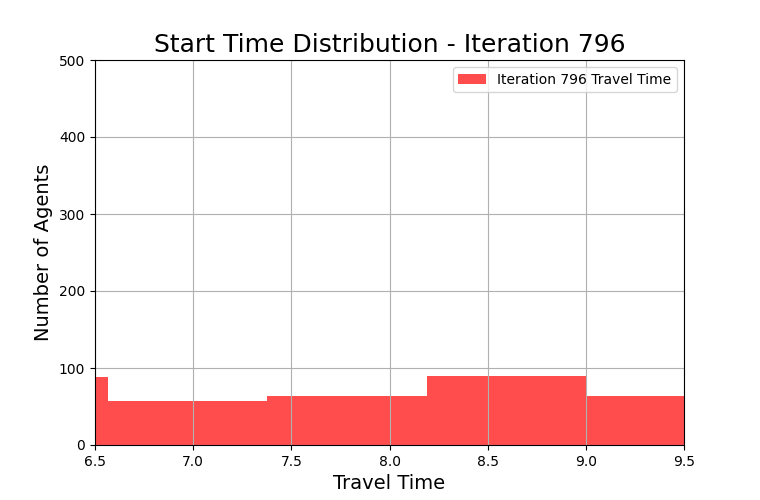 Start Time Distribution - Iteration 796
Iteration 796 Travel Time
Number of Agents
500
400
300
200
100
0
6.5 7.0 7.5 8.0 8.5 9.0 9.5
Travel Time